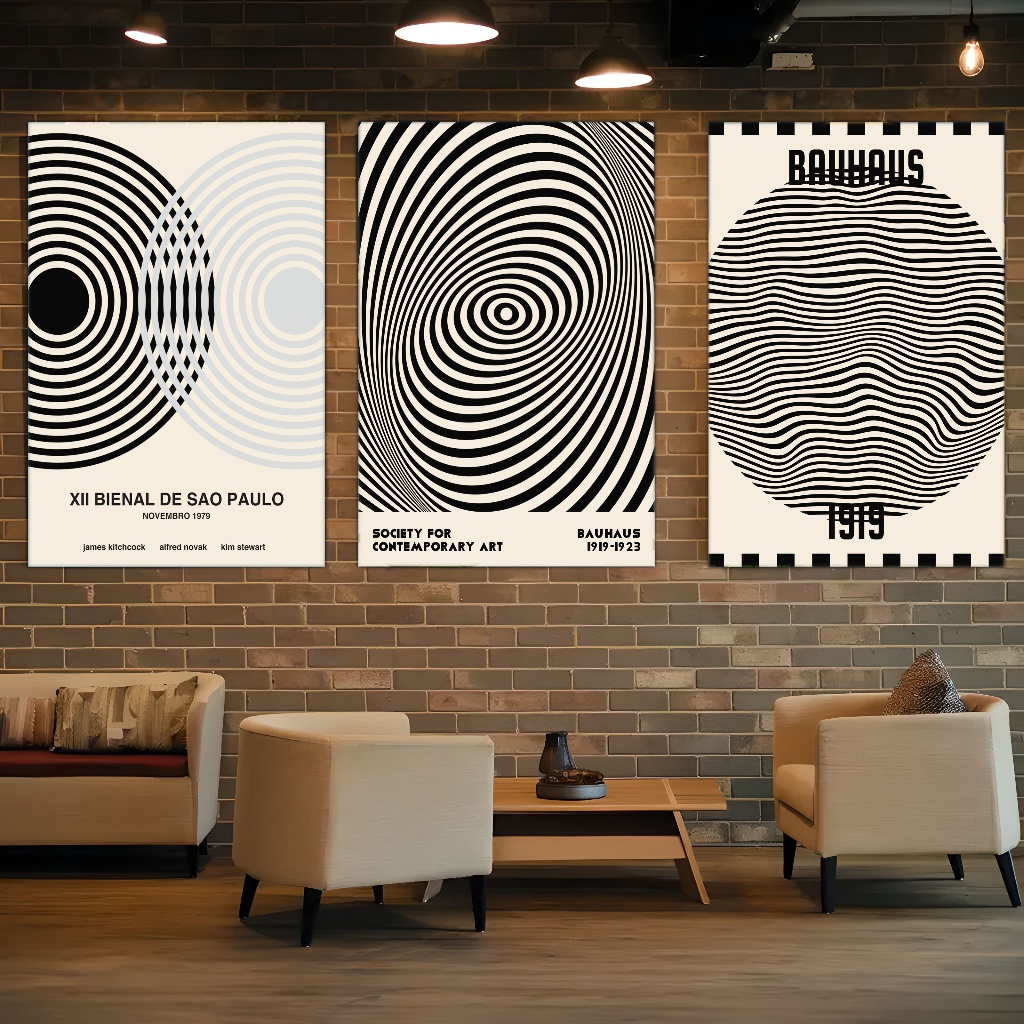 XII BIENAL DE SAO PAULO
NOVEMBRO 1979
james kitchcock alfred novak kim stewart
SOCIETY FOR
CONTEMPORARY ART
BAUHAUS
1919-1923
BAUHAUS
1919